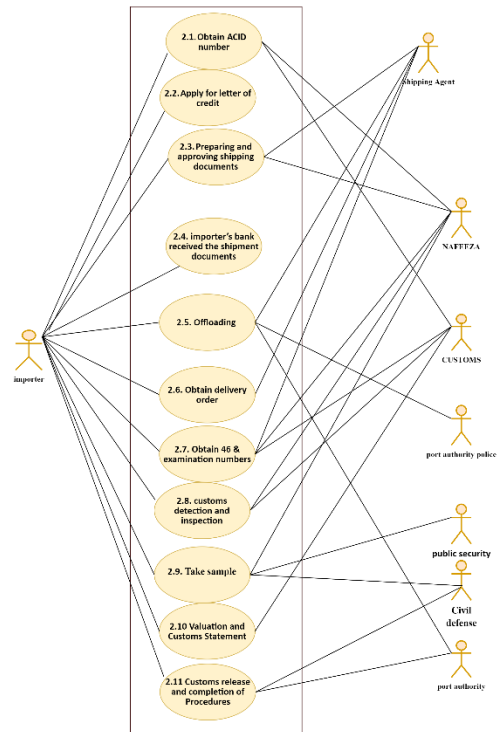 2.1. Obtain ACID
number
2.2. Apply for letter of
credit
2.3. Preparing and
approving shipping
documents
2.4. importer's bank
received the shipment
documents
2.5. Offloading
2.6. Obtain delivery
order
2.7. Obtain 46 &
examination numbers
2.8. customs
detection and
inspection
2.9. Take sample
2.10 Valuation and
Customs Statement
2.11 Customs release
and completion of
Procedures
importer
Shipping Agent
NAFEEZA
CUSTOMS
port authority police
public security
Civil
defense
port authority